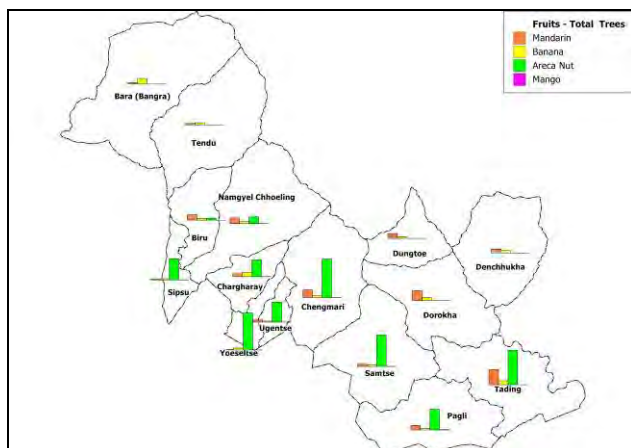 Fruits - Total Trees
Mandarin
Banana
Areca Nut
Mango
Bara (Bangra)
Tendu
Namgyel Chhoeling
Biru
Dungtoe
Denchhukha
Sipsu
Chargharay
Chengmari
Dorokha
Ugentse
Yoeseltse
Samtse
Tading
Pagli